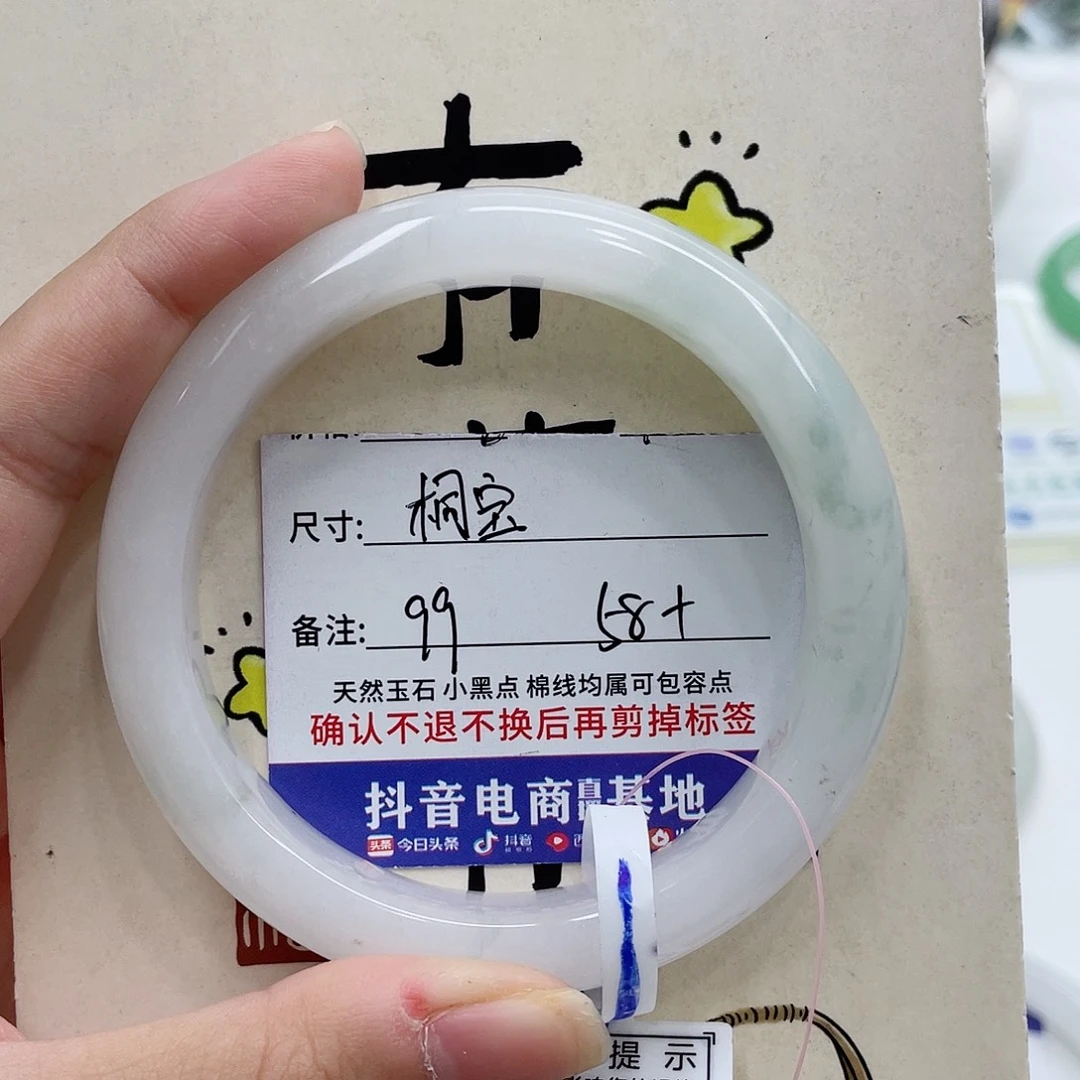 尺寸: 桐宝
备注: 99 58+
天然玉石 小黑点 棉线均属可包容点
确认不退不换后再剪掉标签
抖音电商直播基地
今日头条 抖音
提 示